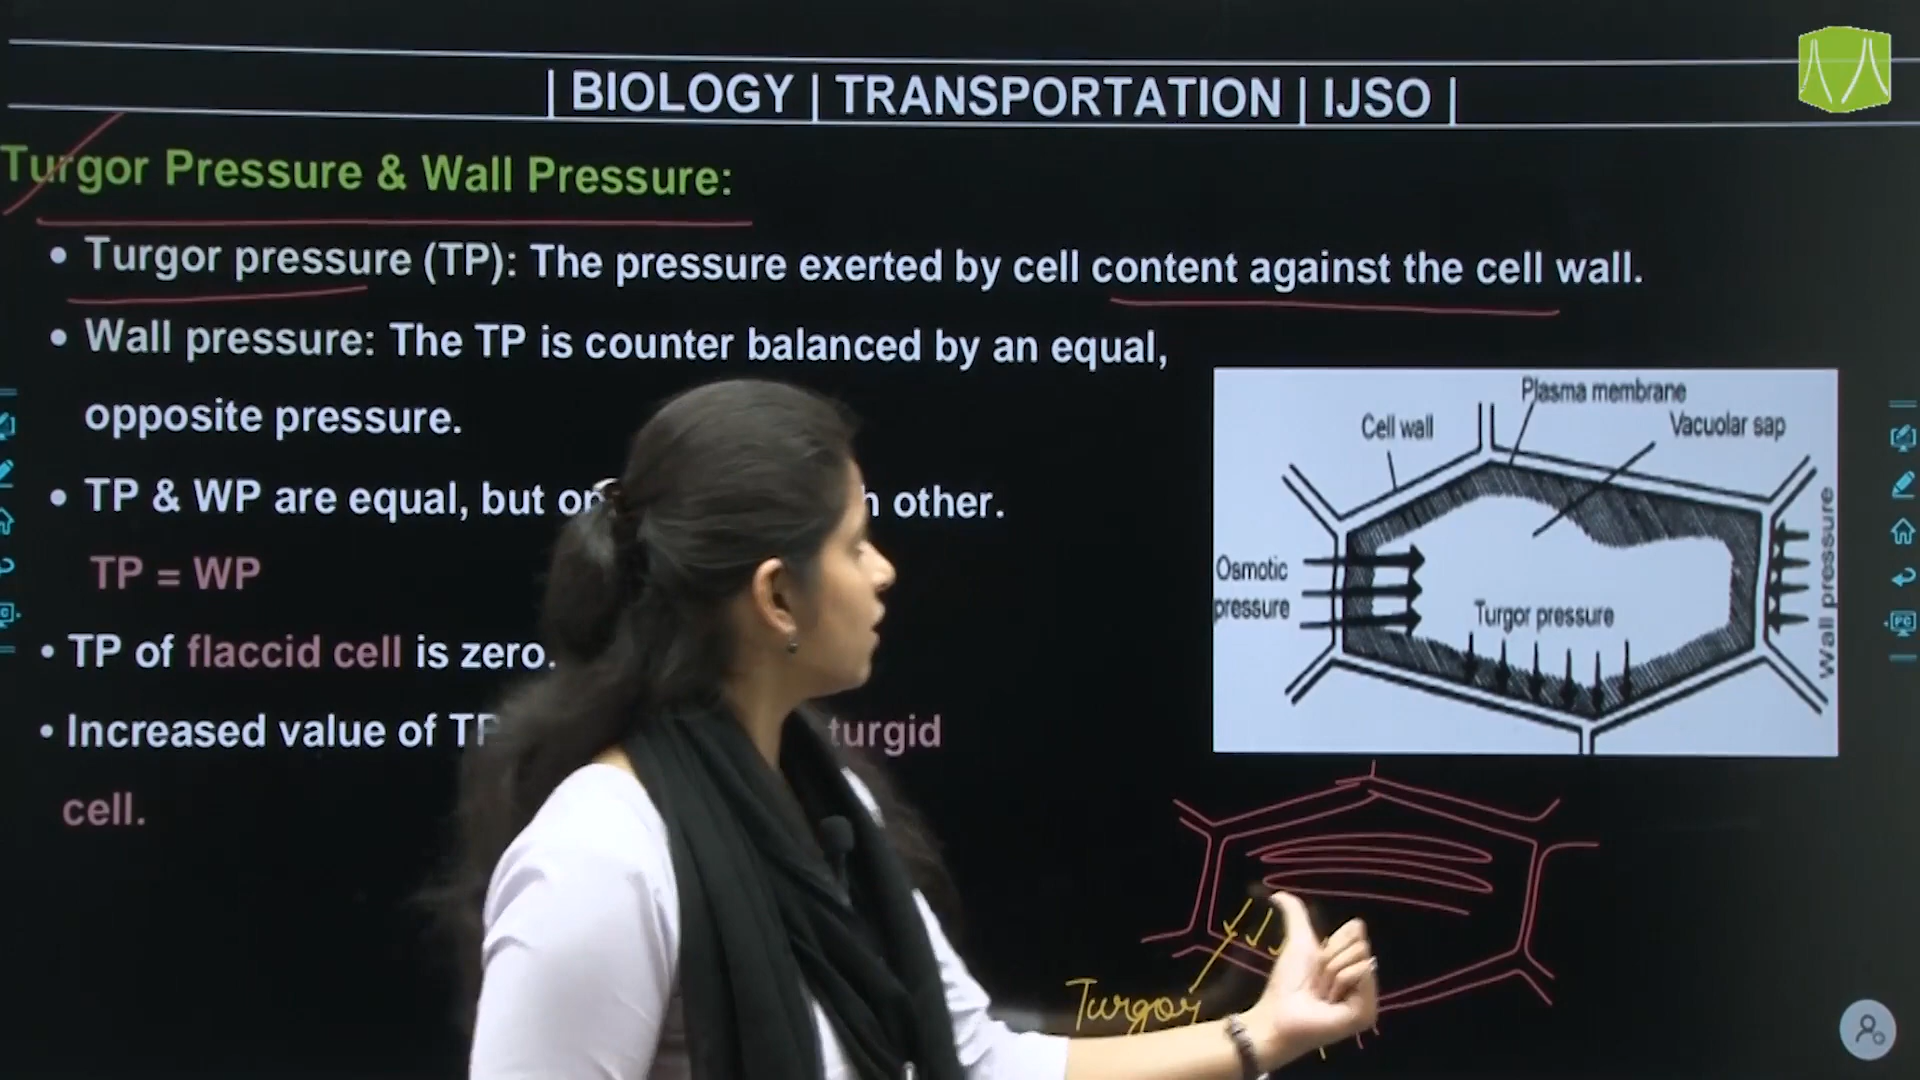 | BIOLOGY | TRANSPORTATION | IJSO |
Turgor Pressure & Wall Pressure:
• Turgor pressure (TP): The pressure exerted by cell content against the cell wall.
• Wall pressure: The TP is counter balanced by an equal,
opposite pressure.
• TP & WP are equal, but other.
TP = WP
• TP of flaccid cell is zero.
• Increased value of TP turgid
cell.
Plasma membrane
Cell wall
Vacuolar sap
Osmotic
pressure
Turgor pressure
Wall pressure
Turgor
PC